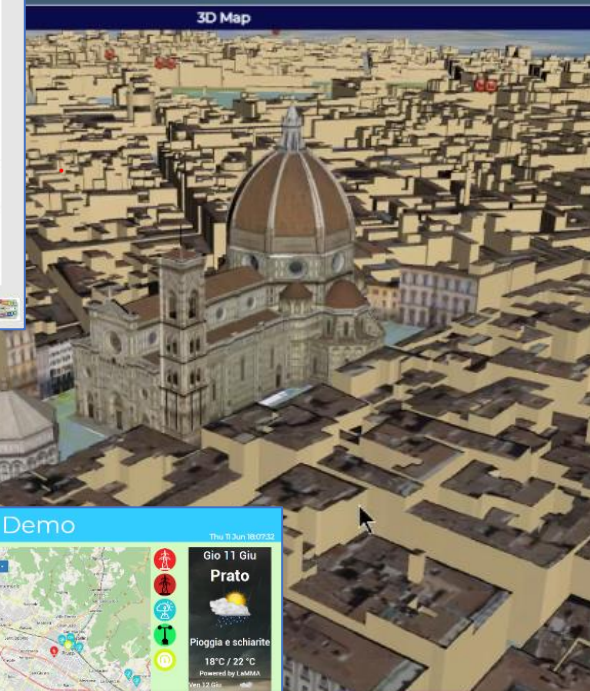 3D Map
Demo
Thu 11 Jun 18:07:32
Gio 11 Giu
Prato
Pioggia e schiarite
18°C / 22 °C
Powered by LaMMA
Ven 12 Giu
Prato